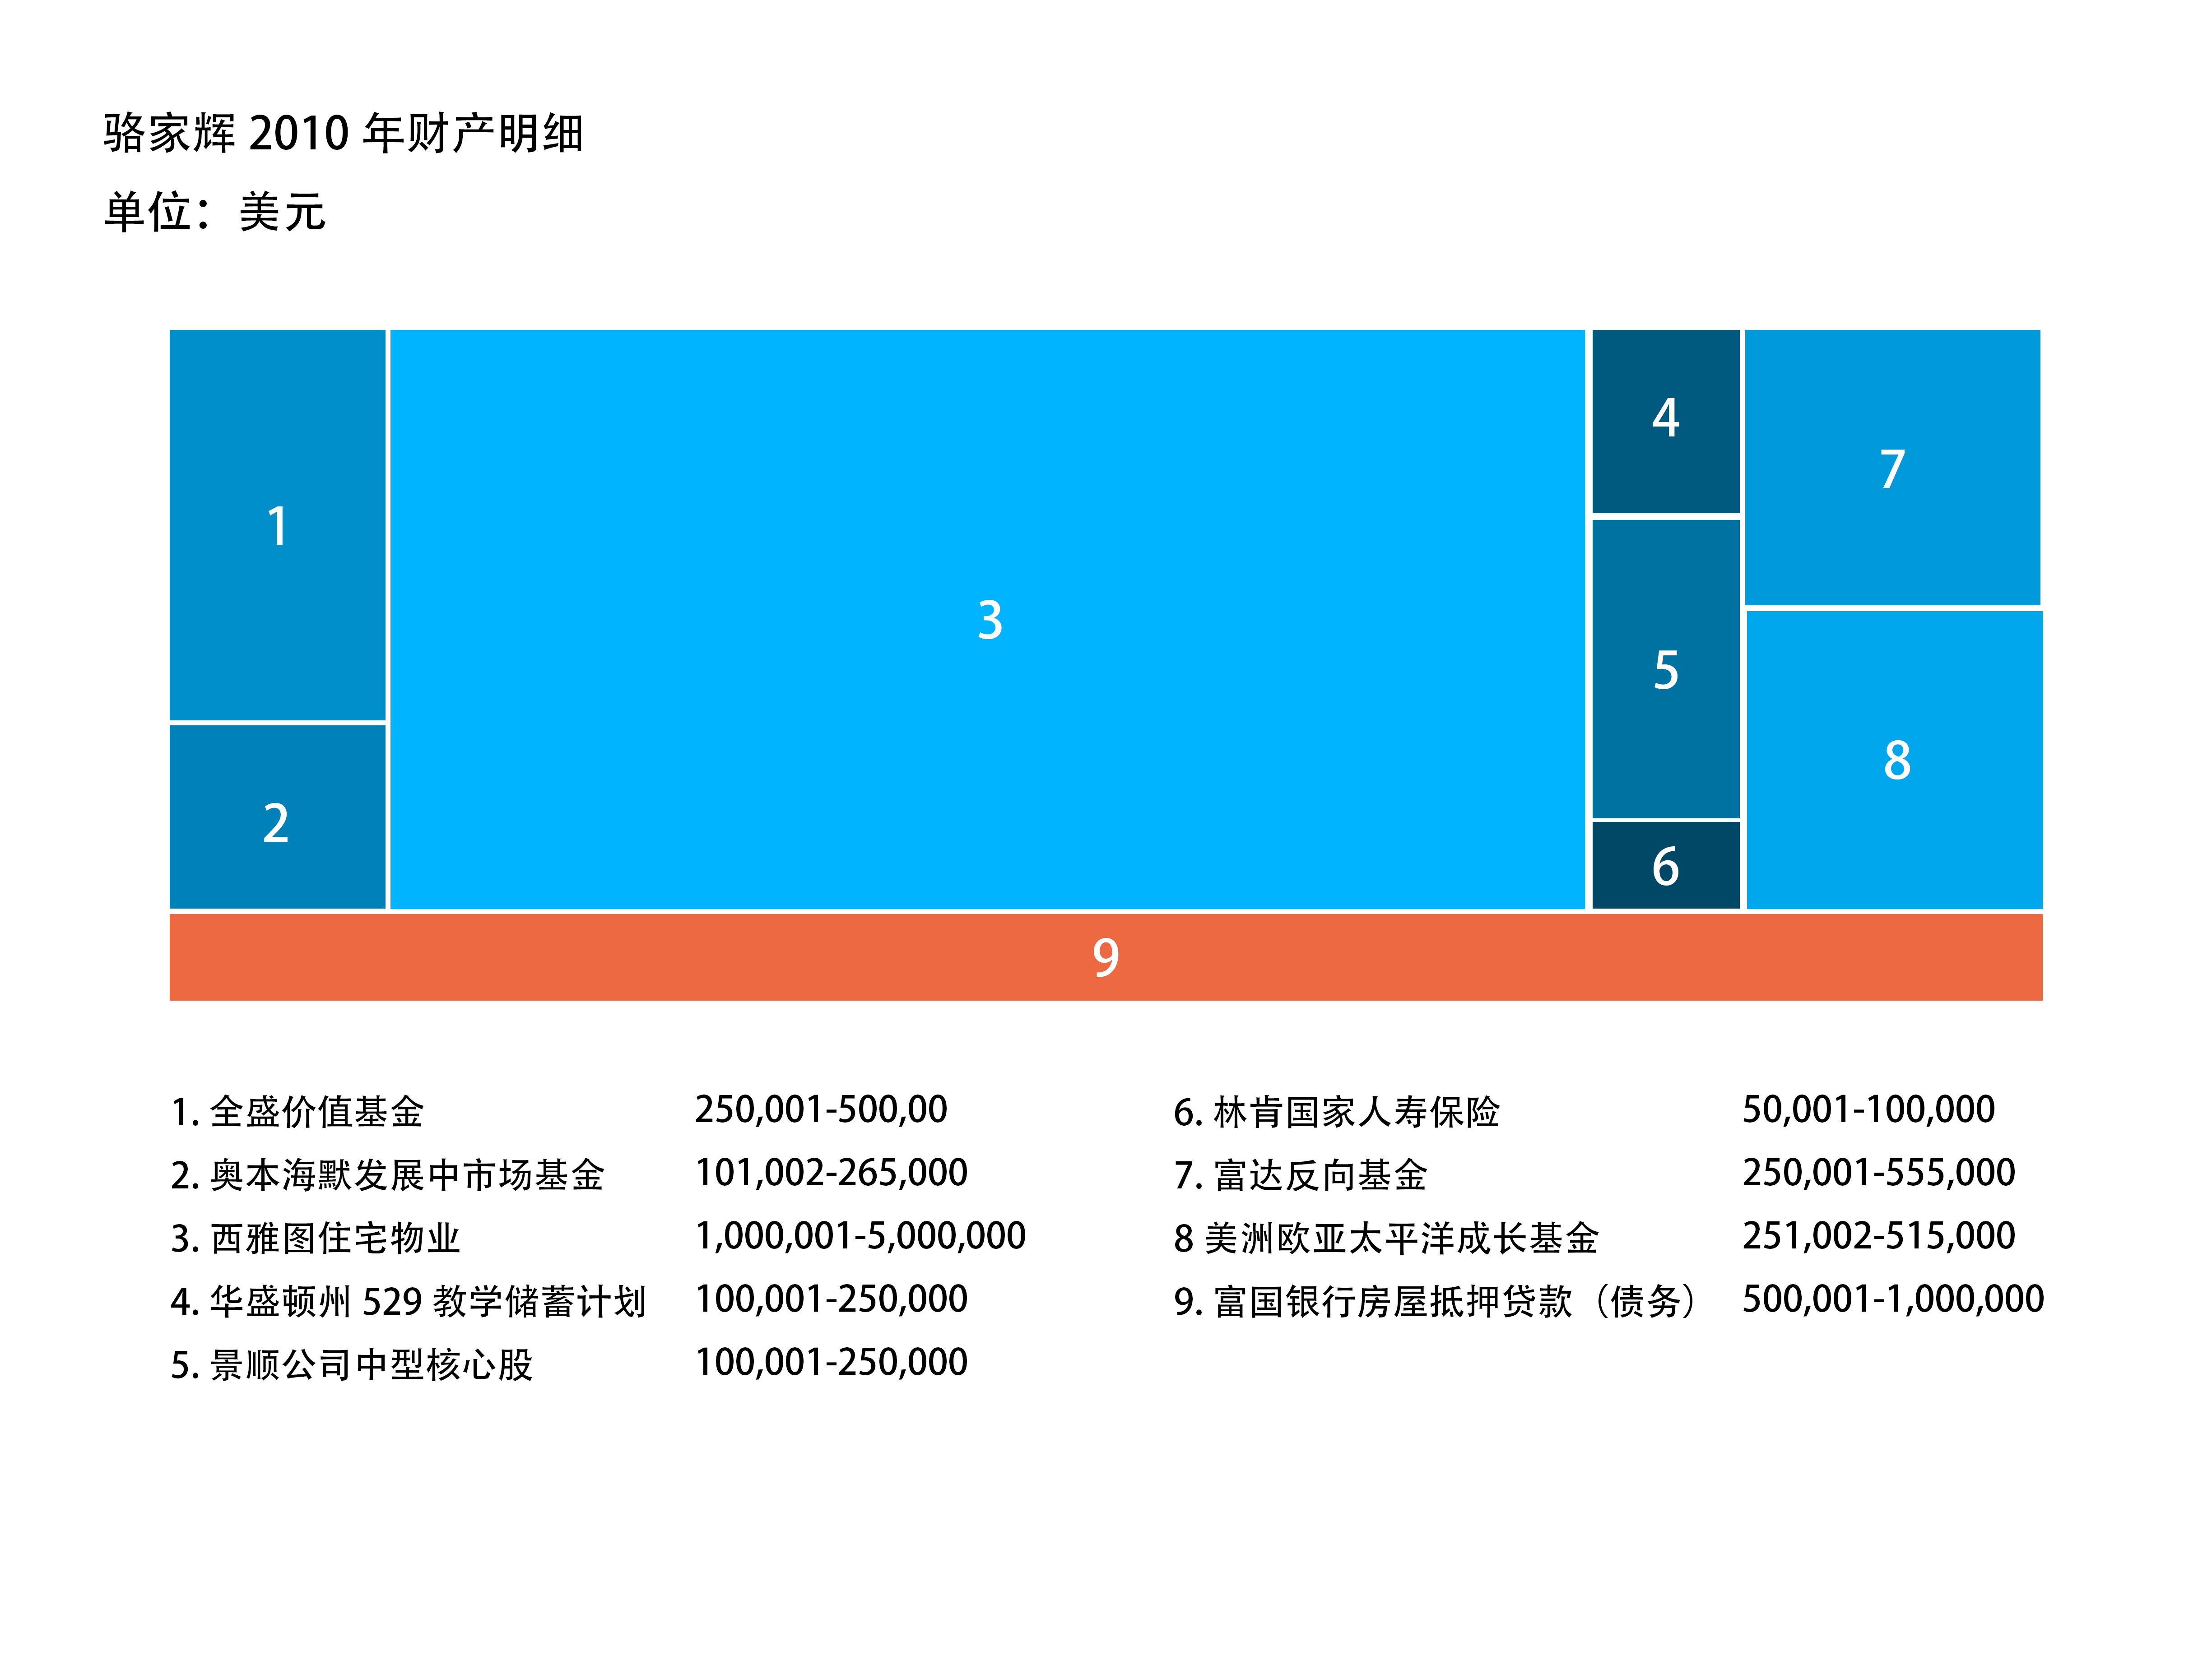 骆家辉 2010 年财产明细
单位：美元
1
2
3
4
5
6
7
8
9
1. 全盛价值基金 250,001-500,00
2. 奥本海默发展中市场基金 101,002-265,000
3. 西雅图住宅物业 1,000,001-5,000,000
4. 华盛顿州 529 教学储蓄计划 100,001-250,000
5. 景顺公司中型核心股 100,001-250,000
6. 林肯国家人寿保险 50,001-100,000
7. 富达反向基金 250,001-555,000
8 美洲欧亚太平洋成长基金 251,002-515,000
9. 富国银行房屋抵押贷款（债务） 500,001-1,000,000